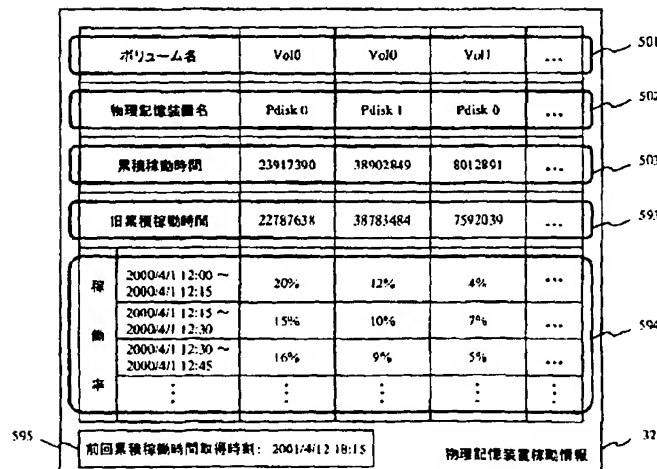 ボリューム名 Vol0 Vol0 Vol1 … 501
物理記憶装置名 Pdisk 0 Pdisk 1 Pdisk 0 … 502
累積稼動時間 23917390 38902849 8012891 … 503
旧累積稼動時間 22787638 38783484 7592039 … 593
稼働率 2000/4/1 12:00 ～ 2000/4/1 12:15 20% 12% 4% … 594
2000/4/1 12:15 ～ 2000/4/1 12:30 15% 10% 7% …
2000/4/1 12:30 ～ 2000/4/1 12:45 16% 9% 5% …
595 前回累積稼動時間取得時刻: 2001/4/12 18:15
物理記憶装置稼動情報 32